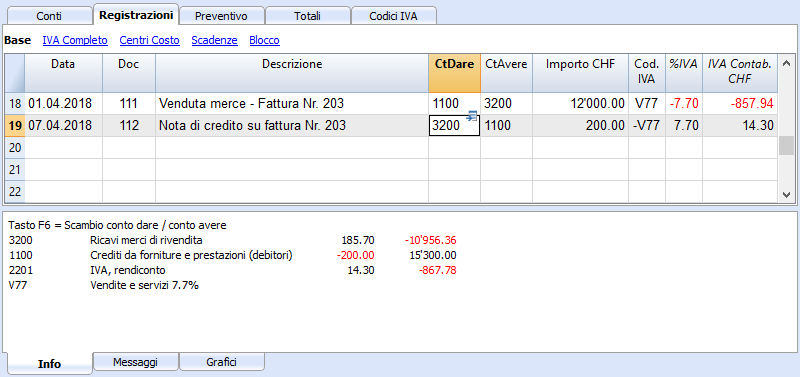 Conti Registrazioni Preventivo Totali Codici IVA
Base IVA Completo Centri Costo Scadenze Blocco
Data Doc Descrizione CtDare CtAvere Importo CHF Cod. IVA %IVA IVA Contab. CHF
18 01.04.2018 111 Venduta merce - Fattura Nr. 203 1100 3200 12'000.00 V77 -7.70 -857.94
19 07.04.2018 112 Nota di credito su fattura Nr. 203 3200 1100 200.00 -V77 7.70 14.30
20
21
22
Tasto F6 = Scambio conto dare / conto avere
3200 Ricavi merci di rivendita 185.70 -10'956.36
1100 Crediti da forniture e prestazioni (debitori) -200.00 15'300.00
2201 IVA, rendiconto 14.30 -867.78
V77 Vendite e servizi 7.7%
Info Messaggi Grafici